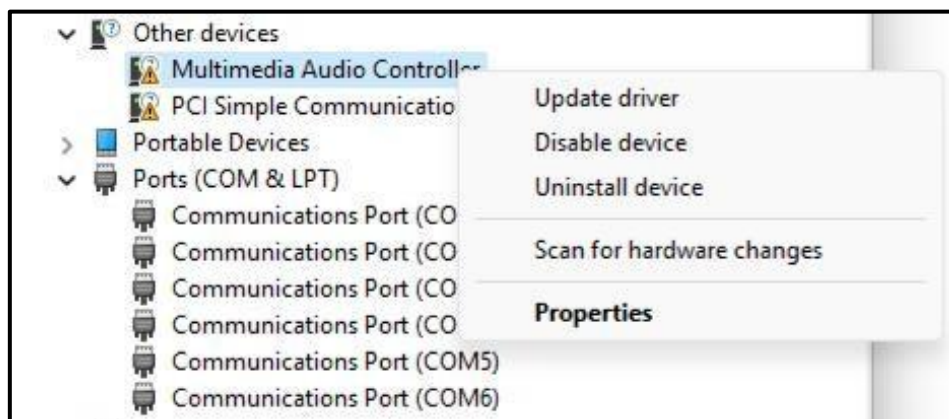 Other devices
Multimedia Audio Controller
PCI Simple Communicatio
Portable Devices
Ports (COM & LPT)
Communications Port (CO
Communications Port (CO
Communications Port (CO
Communications Port (CO
Communications Port (COM5)
Communications Port (COM6)
Update driver
Disable device
Uninstall device
Scan for hardware changes
Properties